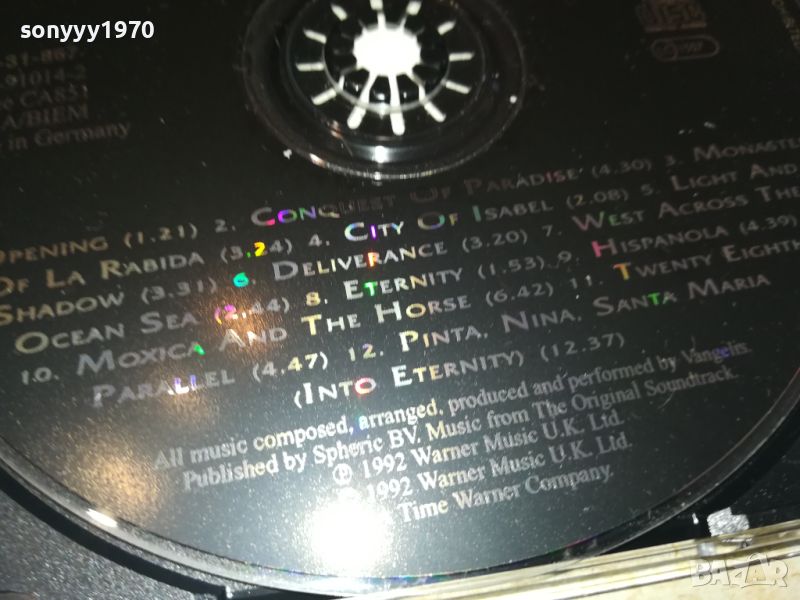 sonyyy1970
31-867
91014-2
CA851
A/BIEM
in Germany
OPENING (1.21) 2. CONQUEST OF PARADISE (4.30) 3. MONASTE
OF LA RABIDA (3.24) 4. CITY OF ISABEL (2.08) 5. LIGHT AND
SHADOW (3.31) 6. DELIVERANCE (3.20) 7. WEST ACROSS THE
OCEAN SEA (2.44) 8. ETERNITY (1.53) 9. HISPANOLA (4.39)
10. MOXICA AND THE HORSE (6.42) 11. TWENTY EIGHTH
PARALLEL (4.47) 12. PINTA, NINA, SANTA MARIA
(INTO ETERNITY) (12.37)
All music composed, arranged, produced and performed by Vangelis.
Published by Spheric BV. Music from The Original Soundtrack.
℗ 1992 Warner Music U.K. Ltd.
1992 Warner Music U.K. Ltd.
Time Warner Company.
BAZAR